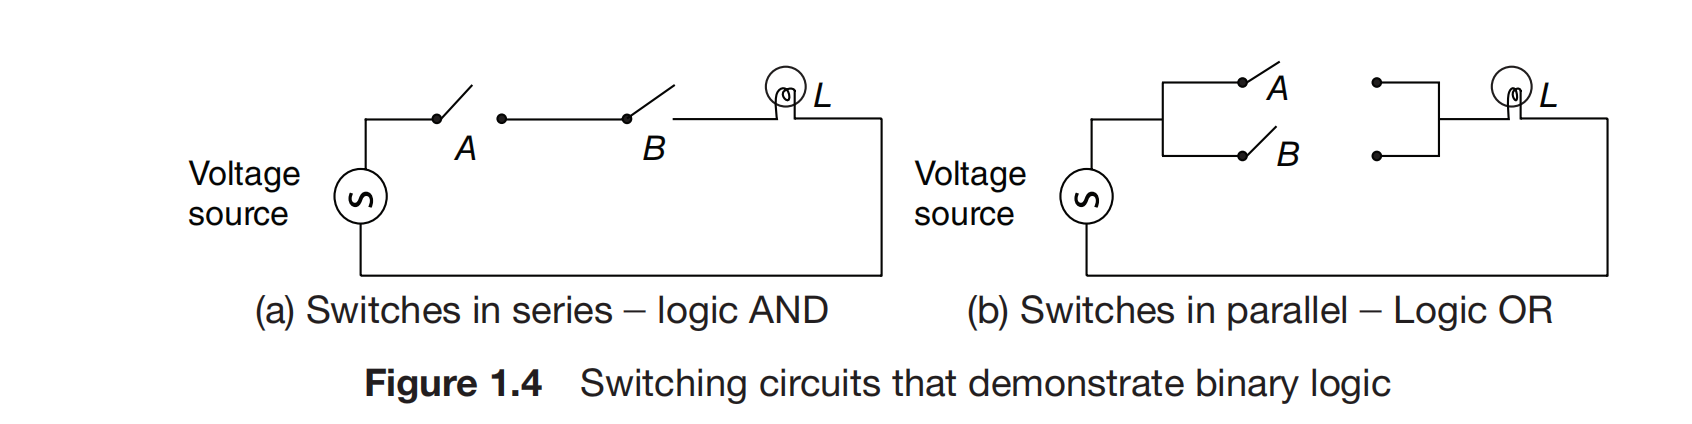 A
B
L
Voltage
source
(a) Switches in series – logic AND
A
B
L
Voltage
source
(b) Switches in parallel – Logic OR
Figure 1.4 Switching circuits that demonstrate binary logic